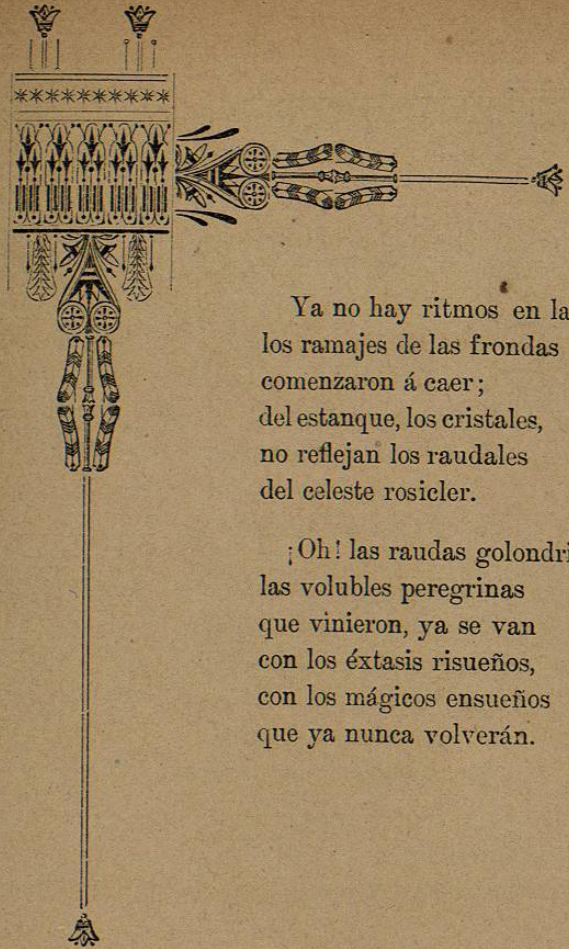 Ya no hay ritmos en la
los ramajes de las frondas
comenzaron á caer;
del estanque, los cristales,
no reflejan los raudales
del celeste rosicler.
¡Oh! las raudas golondri
las volubles peregrinas
que vinieron, ya se van
con los éxtasis risueños,
con los mágicos ensueños
que ya nunca volverán.